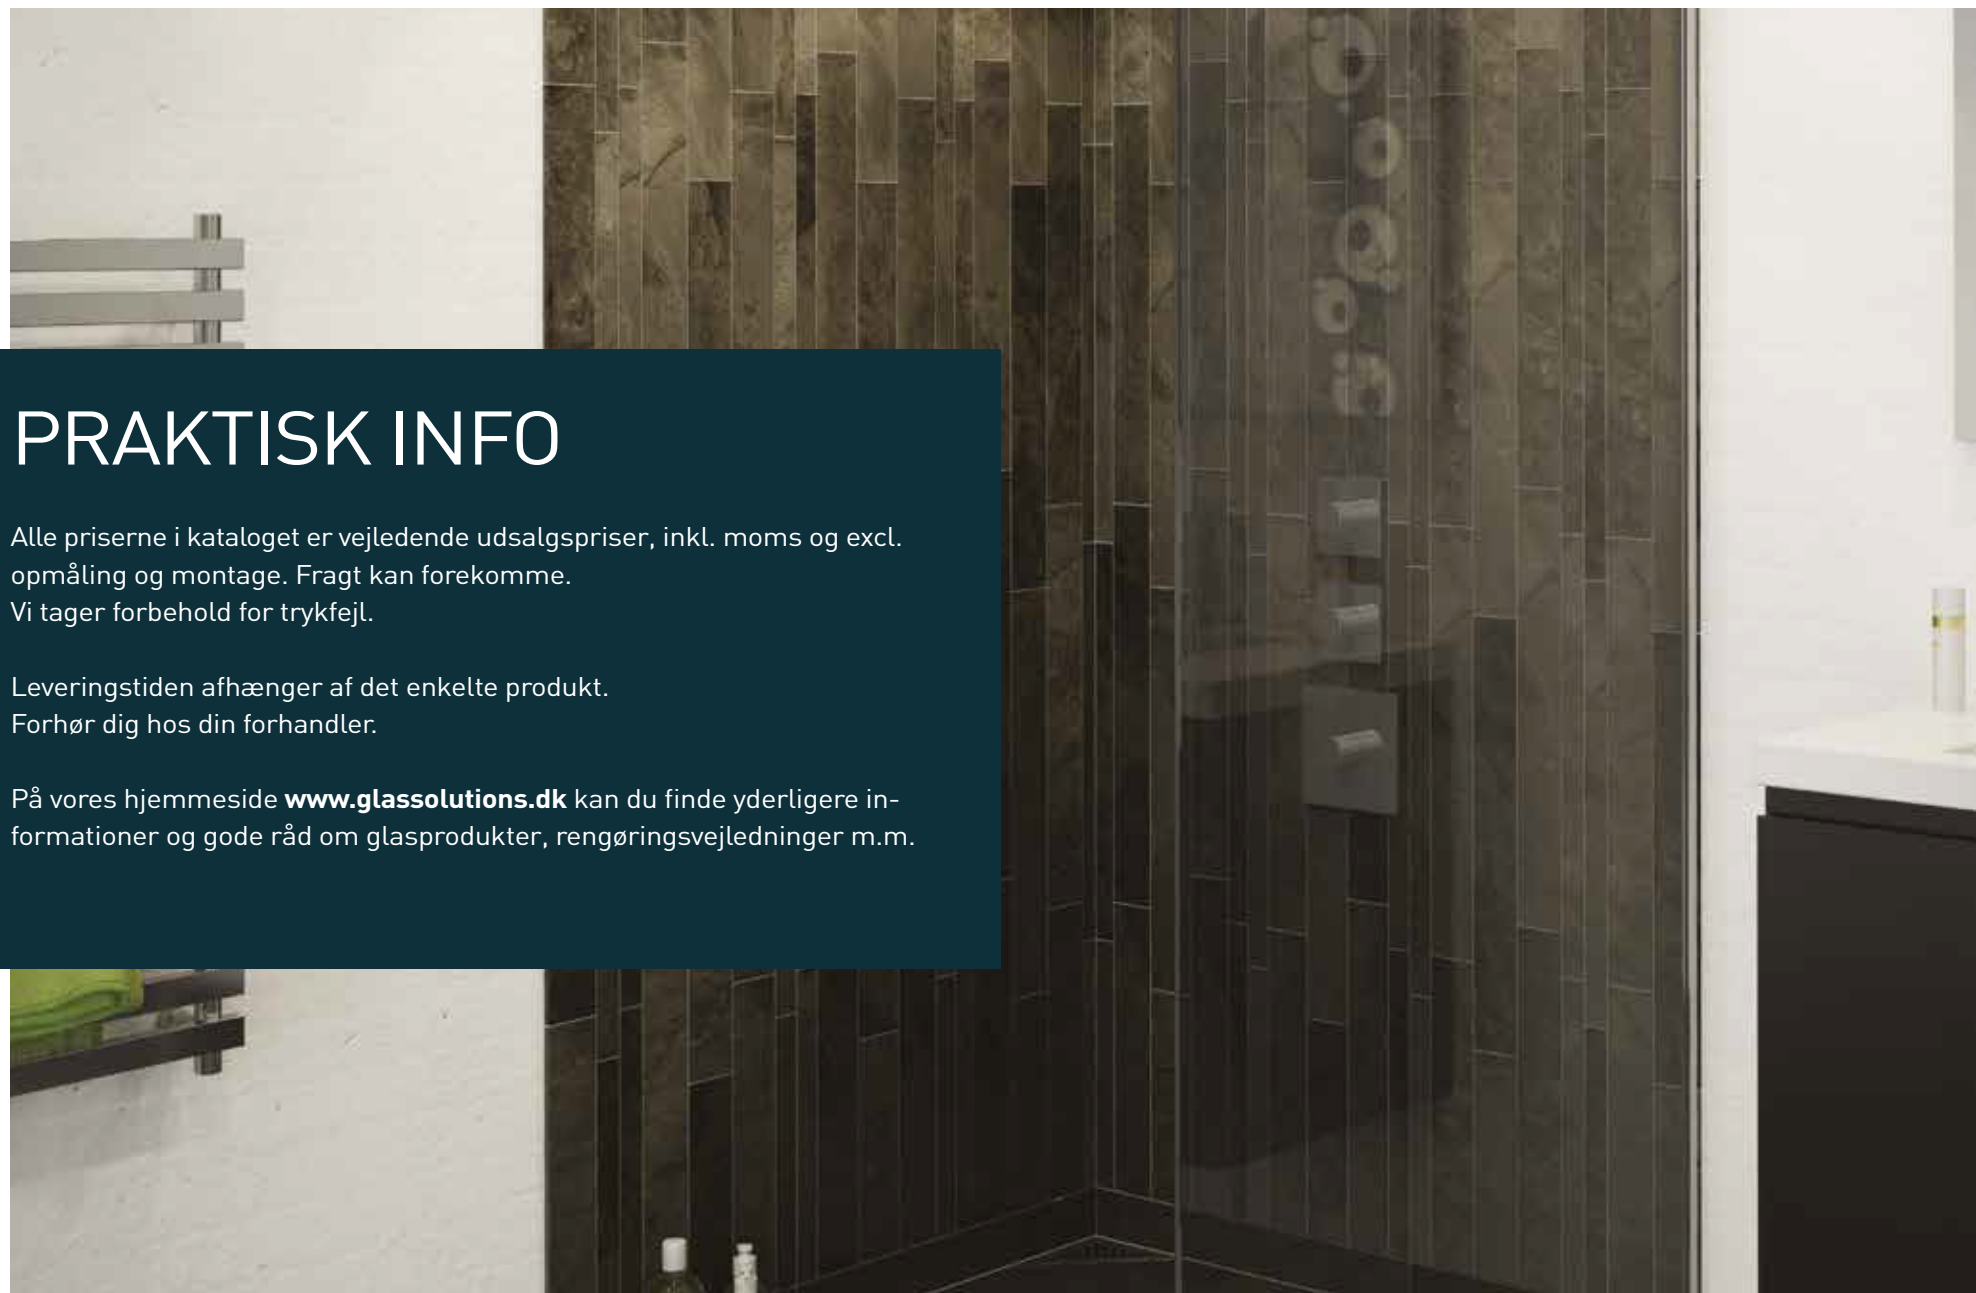 PRAKTISK INFO
Alle priserne i kataloget er vejledende udsalgspriser, inkl. moms og excl.
opmåling og montage. Fragt kan forekomme.
Vi tager forbehold for trykfejl.
Leveringstiden afhænger af det enkelte produkt.
Forhør dig hos din forhandler.
På vores hjemmeside www.glassolutions.dk kan du finde yderligere in-
formationer og gode råd om glasprodukter, rengøringsvejledninger m.m.